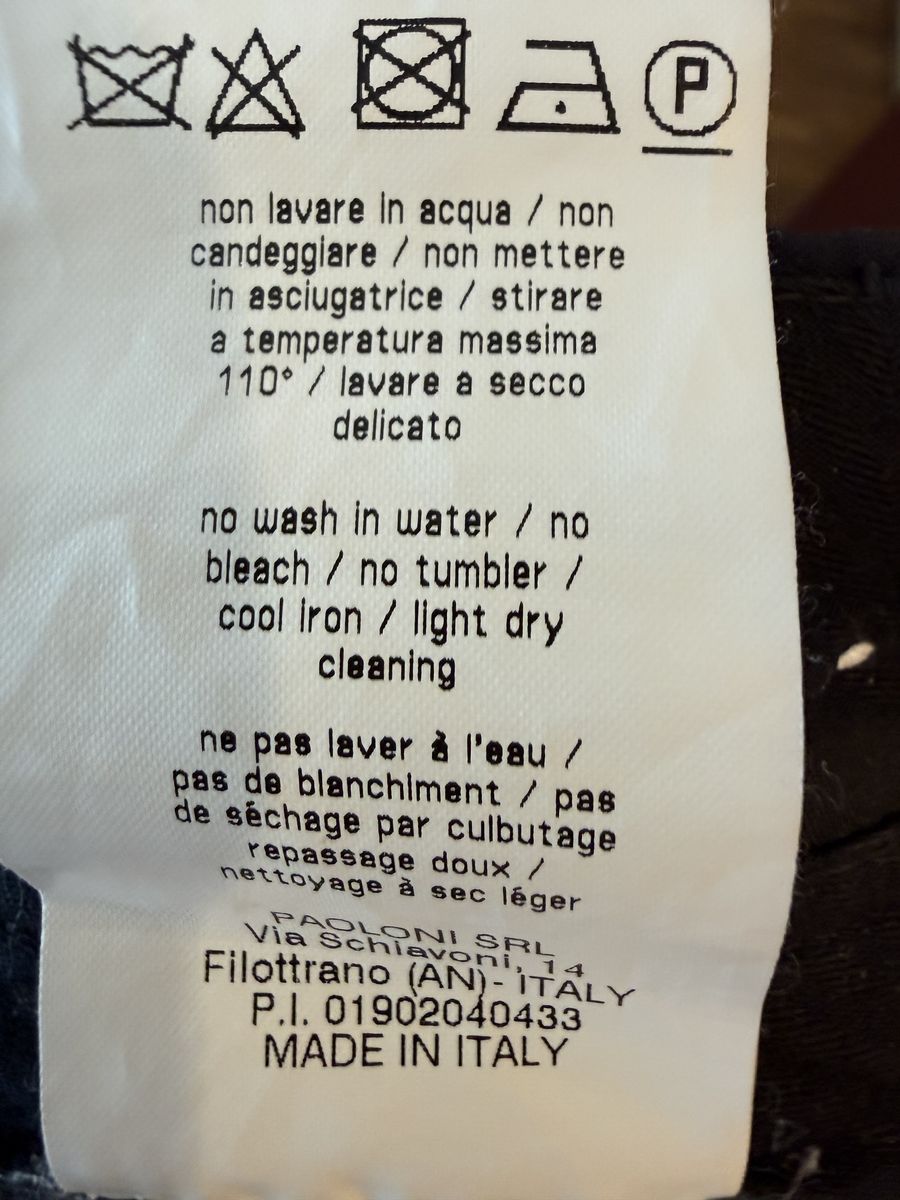 P
non lavare in acqua / non
candeggiare / non mettere
in asciugatrice / stirare
a temperatura massima
110° / lavare a secco
delicato
no wash in water / no
bleach / no tumbler /
cool iron / light dry
cleaning
ne pas laver à l'eau /
pas de blanchiment / pas
de séchage par culbutage
repassage doux /
nettoyage à sec léger
PAOLONI SRL
Via Schiavoni, 14
Filottrano (AN)- ITALY
P.I. 01902040433
MADE IN ITALY